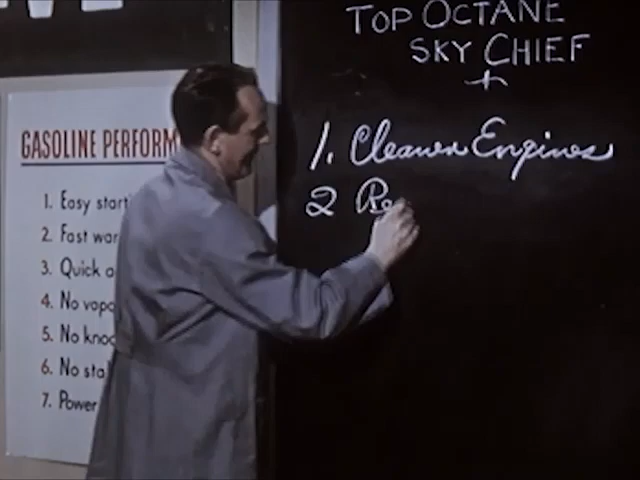 TOP OCTANE
SKY CHIEF
+
1. Cleaner Engines
2 Re
GASOLINE PERFORM
1. Easy start
2. Fast war
3. Quick a
4. No vapo
5. No knoc
6. No stal
7. Power